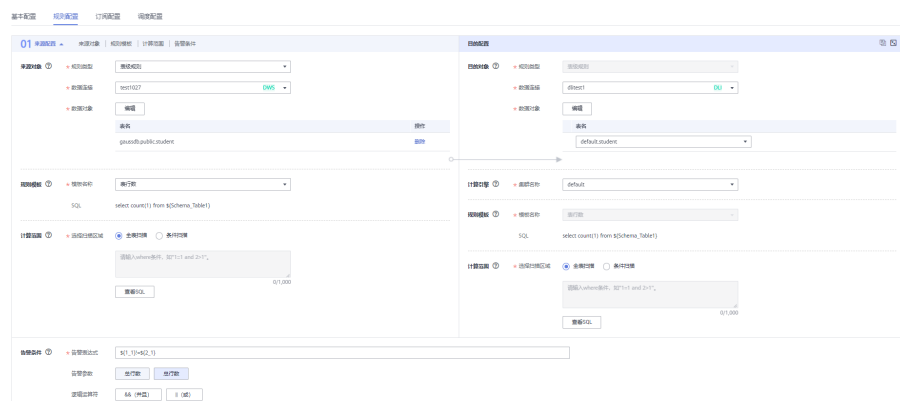 基本配置 规则配置 订阅配置 调度配置
01 来源配置 来源对象 | 规则模板 | 计算范围 | 告警条件
目的配置
来源对象 * 规则类型 表级规则
* 数据连接 test1027 DWS
* 数据对象 编辑
表名 操作
gaussdb.public.student 删除
规则模板 * 模板名称 表行数
SQL select count(1) from ${Schema_Table1}
计算范围 * 选择扫描区域 全表扫描 条件扫描
请输入where条件，如"1=1 and 2>1"。
0/1,000
查看SQL
目的对象 * 规则类型 表级规则
* 数据连接 dlitest1 DLI
* 数据对象 编辑
表名
default.student
计算引擎 * 集群名称 default
规则模板 * 模板名称 表行数
SQL select count(1) from ${Schema_Table1}
计算范围 * 选择扫描区域 全表扫描 条件扫描
请输入where条件，如"1=1 and 2>1"。
0/1,000
查看SQL
告警条件 * 告警表达式 ${1_1}!=${2_1}
告警参数 总行数 总行数
逻辑运算符 && (并且) || (或)